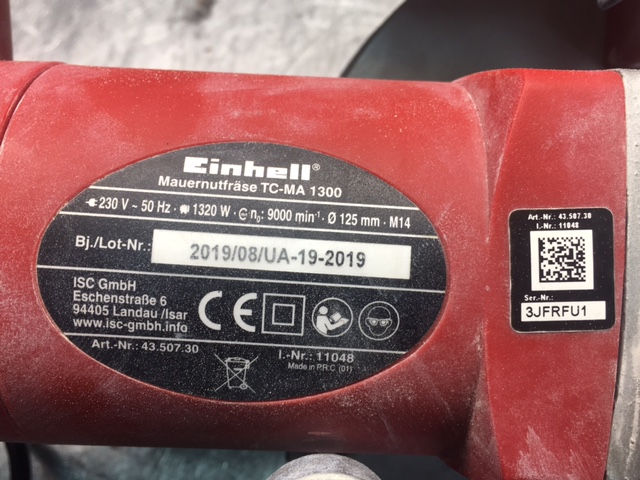 Einhell®
Mauernutfräse TC-MA 1300
230 V ~ 50 Hz · 1320 W · n₀: 9000 min⁻¹ · Ø 125 mm · M14
Bj./Lot-Nr.: 2019/08/UA-19-2019
ISC GmbH
Eschenstraße 6
94405 Landau /Isar
www.isc-gmbh.info
CE EAC
Art.-Nr.: 43.507.30
I.-Nr.: 11048
Made in P.R.C. (01)
Art.-Nr.: 43.507.30
I.-Nr.: 11048
Ser.-Nr.:
3JFRFU1